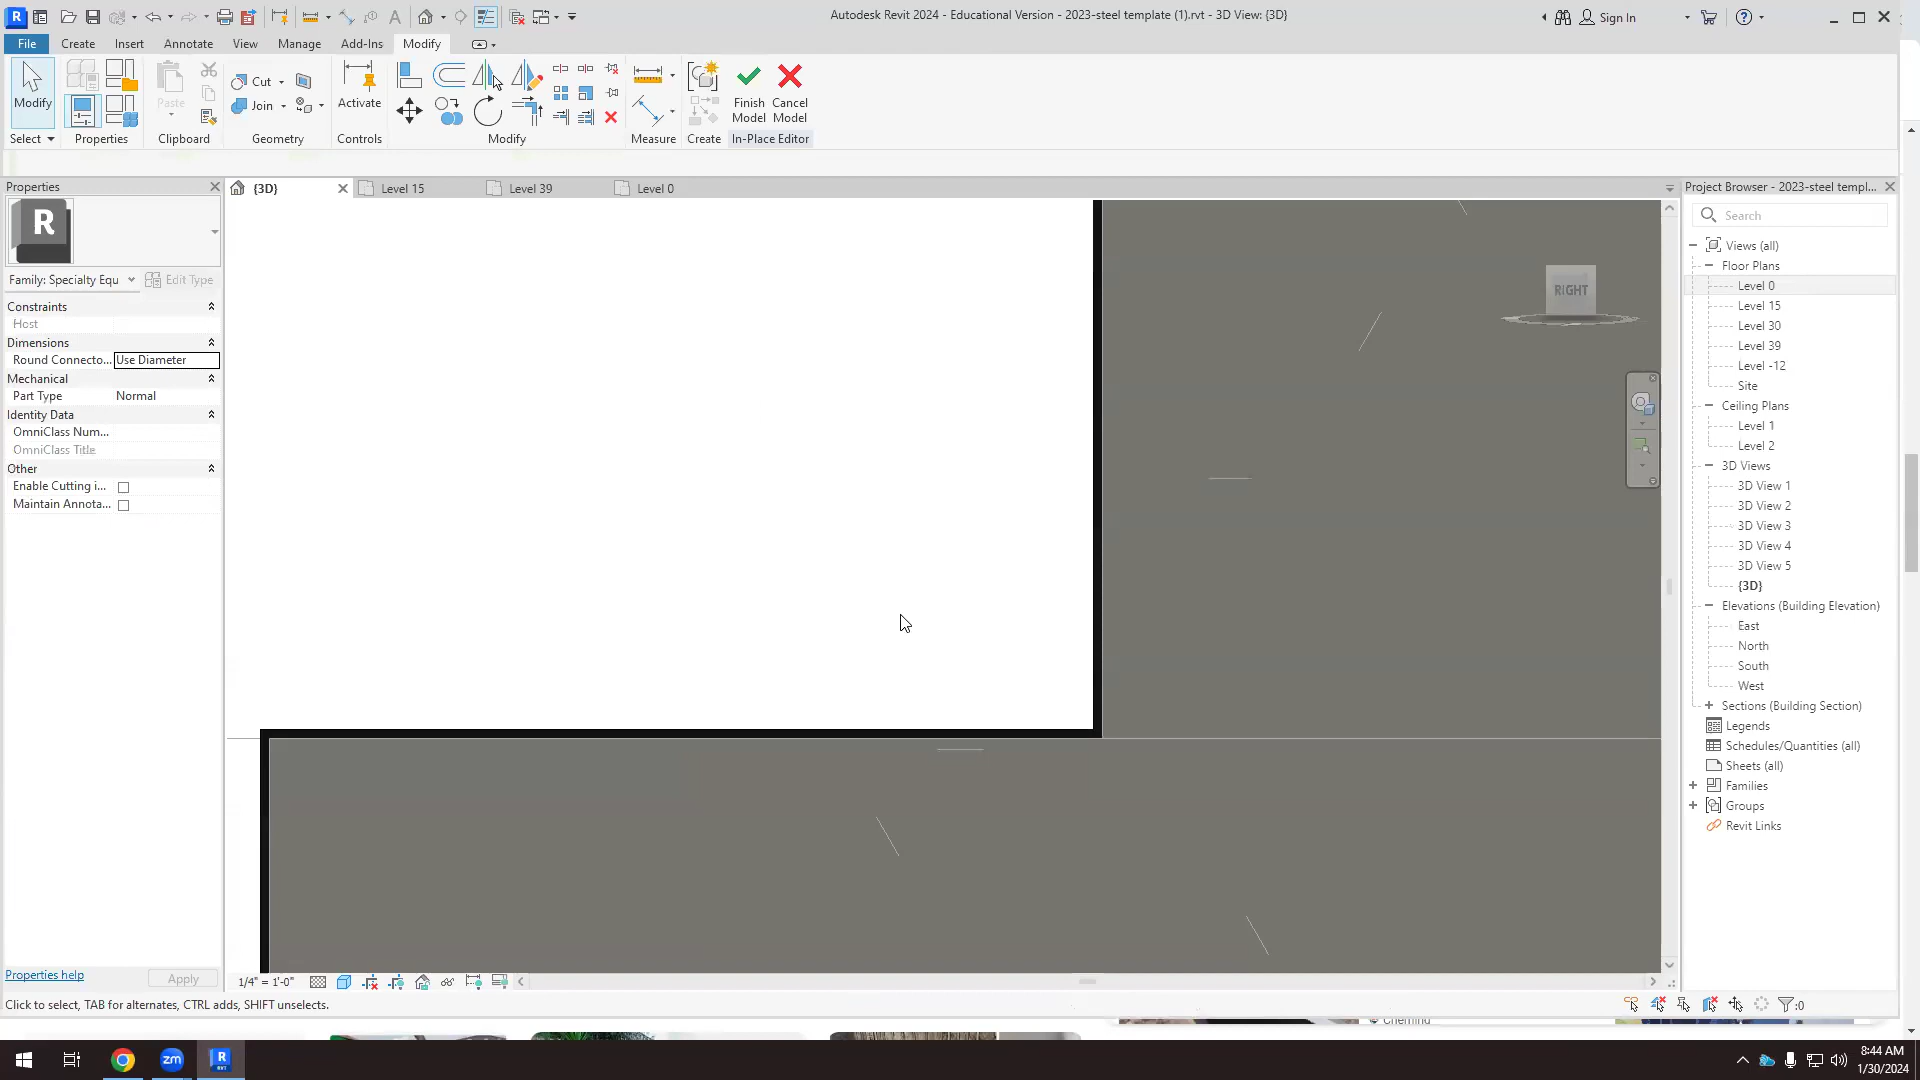 Autodesk Revit 2024 - Educational Version - 2023-steel template (1).rvt - 3D View: {3D}
Sign In
File
Create
Insert
Annotate
View
Manage
Add-Ins
Modify
Modify
Paste
Cut
Join
Activate
Finish
Model
Cancel
Model
Select
Properties
Clipboard
Geometry
Controls
Modify
Measure
Create
In-Place Editor
Properties
{3D}
Level 15
Level 39
Level 0
Project Browser - 2023-steel templ...
R
Family: Specialty Equ
Edit Type
Constraints
Host
Dimensions
Round Connecto...
Use Diameter
Mechanical
Part Type
Normal
Identity Data
OmniClass Num...
OmniClass Title
Other
Enable Cutting i...
Maintain Annota...
Properties help
Apply
RIGHT
Search
Views (all)
Floor Plans
Level 0
Level 15
Level 30
Level 39
Level -12
Site
Ceiling Plans
Level 1
Level 2
3D Views
3D View 1
3D View 2
3D View 3
3D View 4
3D View 5
{3D}
Elevations (Building Elevation)
East
North
South
West
Sections (Building Section)
Legends
Schedules/Quantities (all)
Sheets (all)
Families
Groups
Revit Links
1/4" = 1'-0"
Click to select, TAB for alternates, CTRL adds, SHIFT unselects.
:0
zm
R
RVT
8:44 AM
1/30/2024